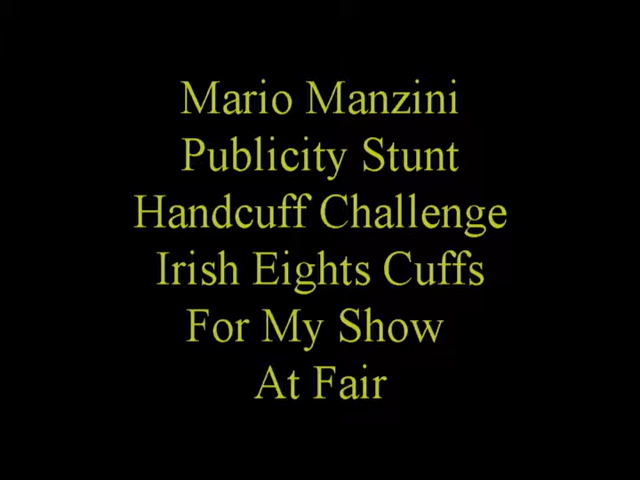 Mario Manzini
Publicity Stunt
Handcuff Challenge
Irish Eights Cuffs
For My Show
At Fair